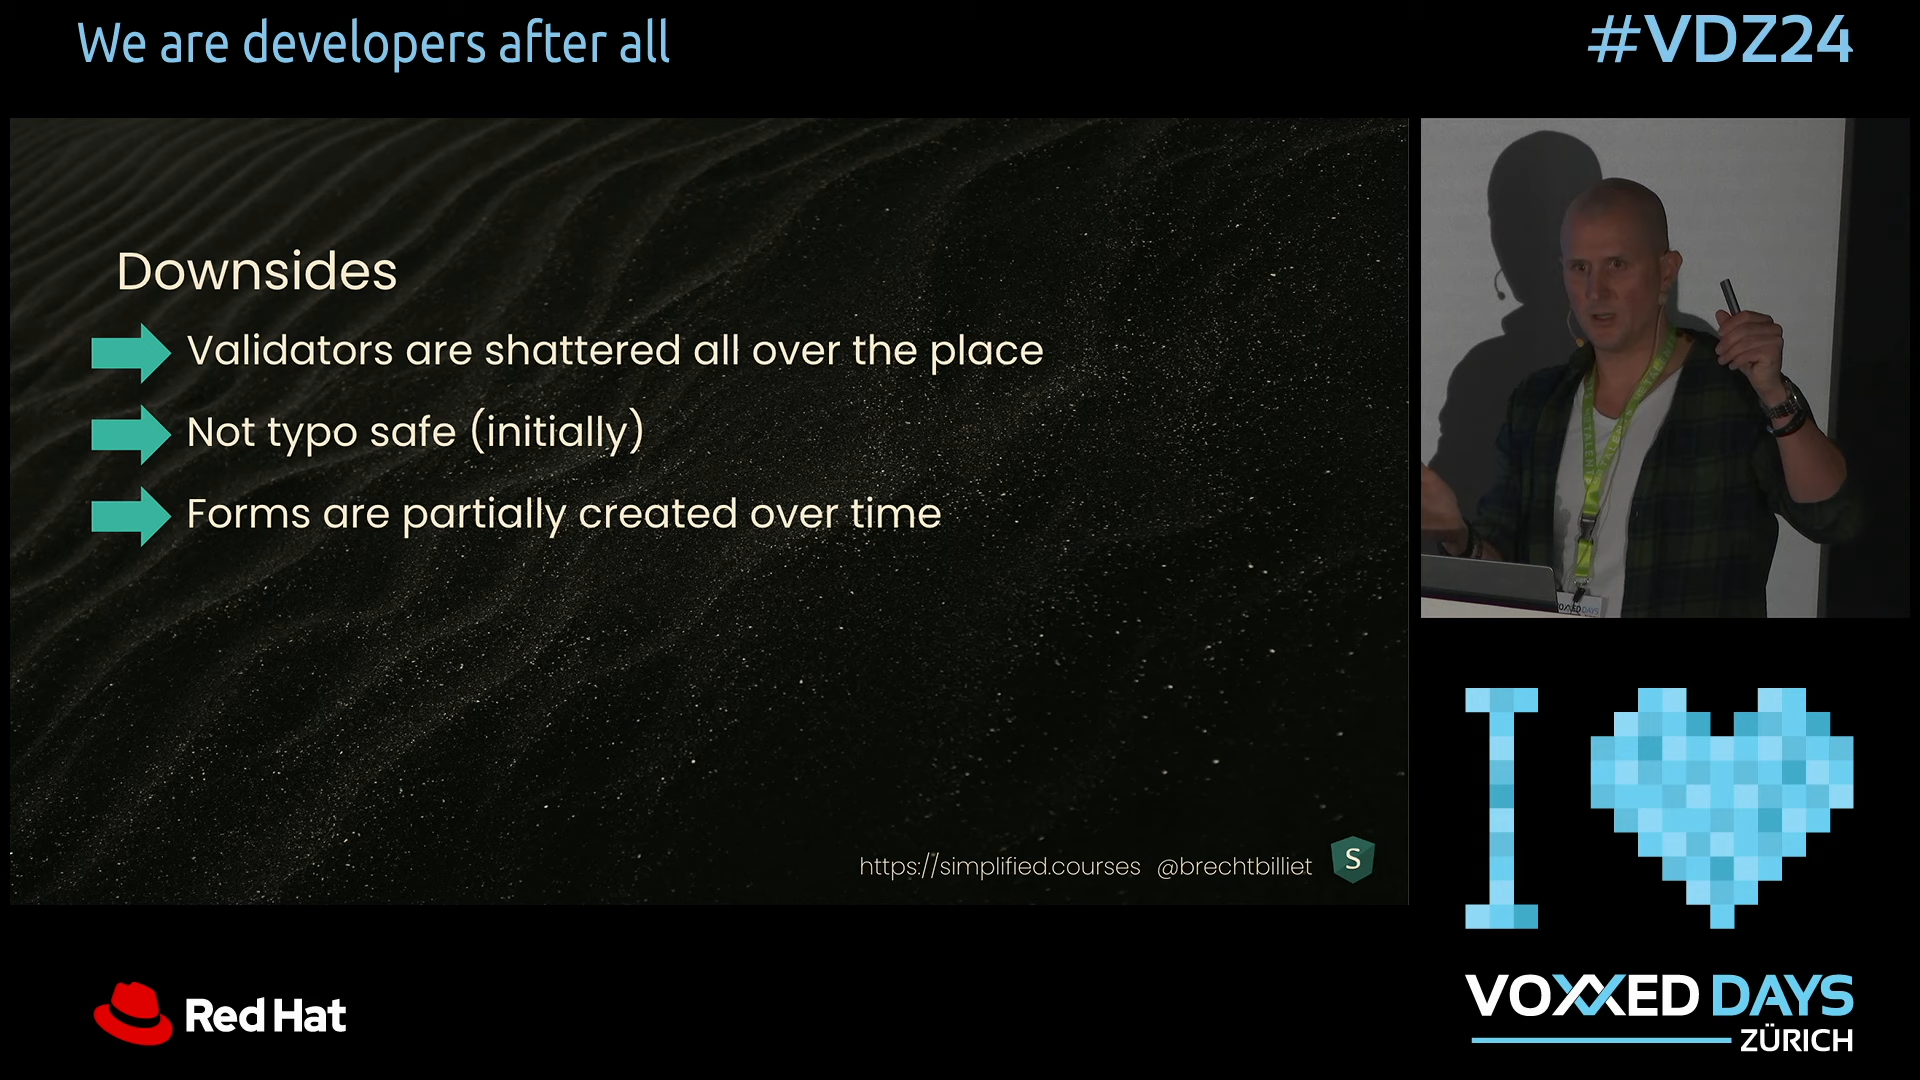 We are developers after all
#VDZ24
Downsides
Validators are shattered all over the place
Not typo safe (initially)
Forms are partially created over time
https://simplified.courses @brechtbilliet
S
I
Red Hat
VOXXED DAYS
ZÜRICH